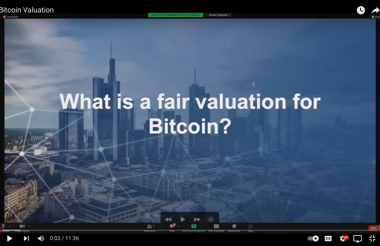 Bitcoin Valuation
What is a fair valuation for
Bitcoin?
0:03 / 11:36